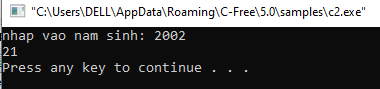 "C:\Users\DELL\AppData\Roaming\C-Free\5.0\samples\c2.exe"
nhap vao nam sinh: 2002
21
Press any key to continue . . .